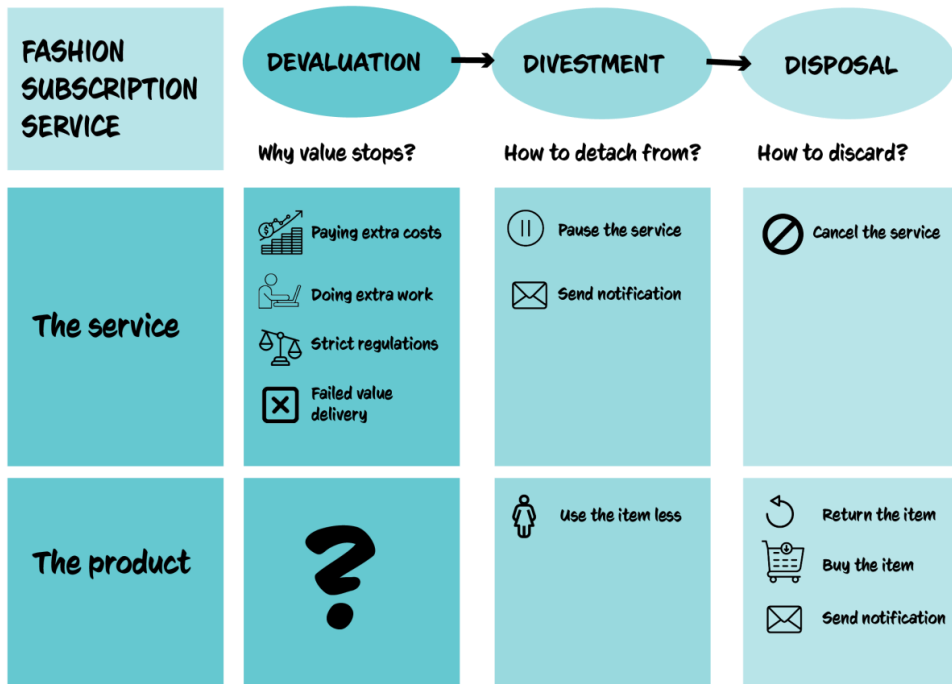 FASHION
SUBSCRIPTION
SERVICE
DEVALUATION
DIVESTMENT
DISPOSAL
Why value stops?
How to detach from?
How to discard?
The service
$
Paying extra costs
Doing extra work
Strict regulations
Failed value
delivery
Pause the service
Send notification
Cancel the service
The product
?
Use the item less
Return the item
Buy the item
Send notification